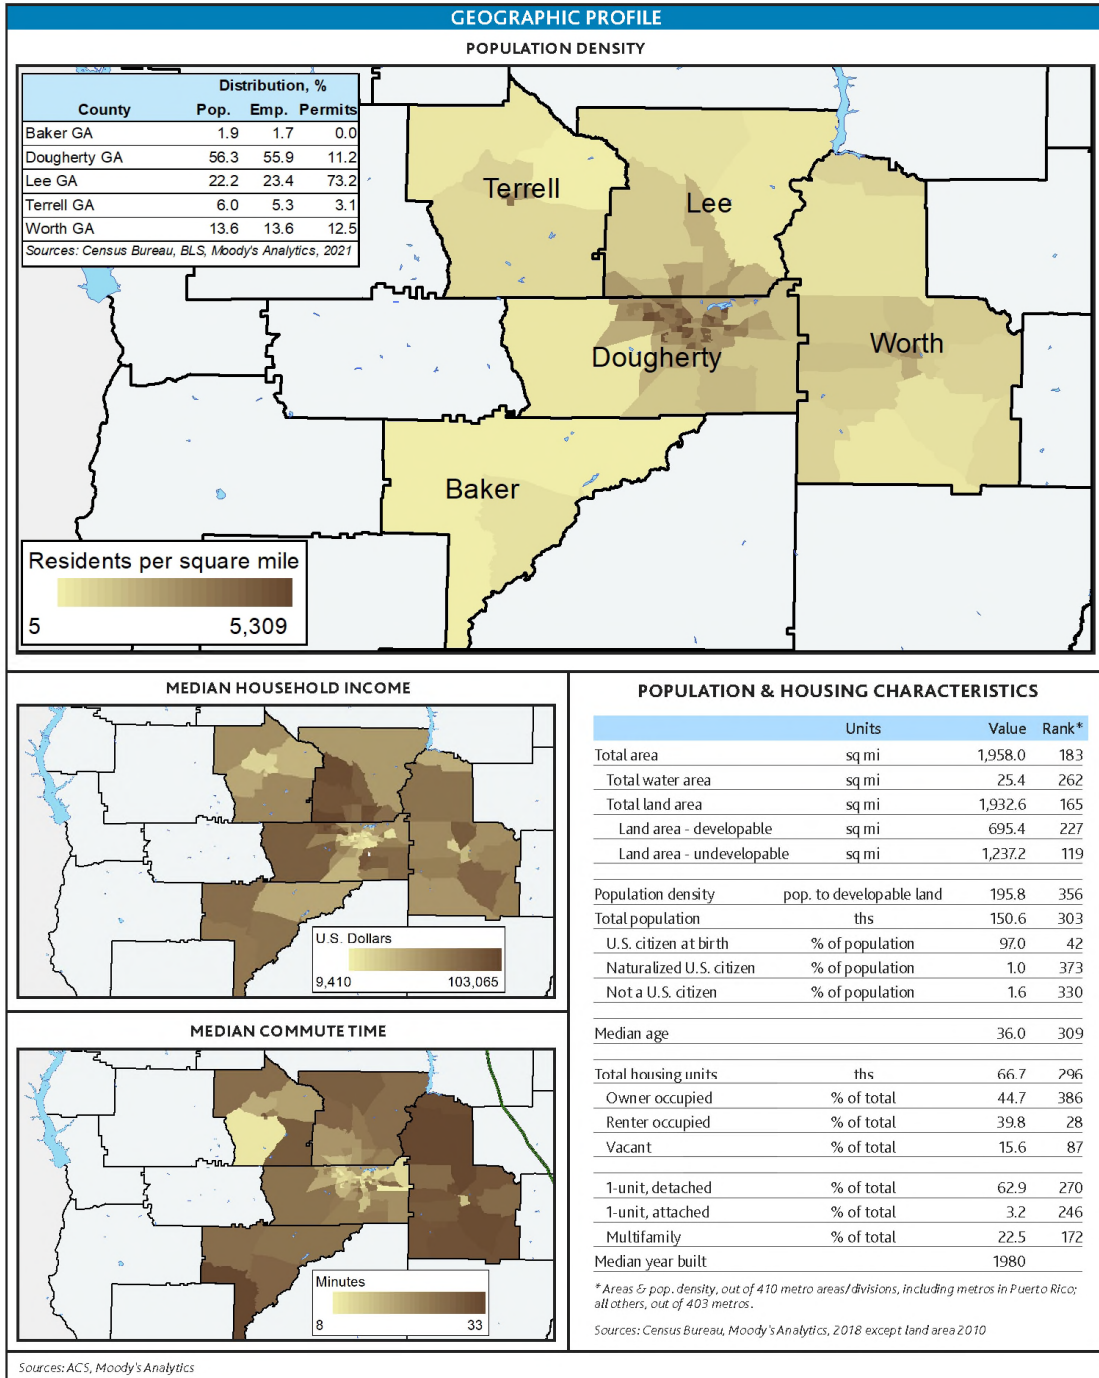 GEOGRAPHIC PROFILE
POPULATION DENSITY
Distribution, %
County Pop. Emp. Permits
Baker GA 1.9 1.7 0.0
Dougherty GA 56.3 55.9 11.2
Lee GA 22.2 23.4 73.2
Terrell GA 6.0 5.3 3.1
Worth GA 13.6 13.6 12.5
Sources: Census Bureau, BLS, Moody's Analytics, 2021
Terrell
Lee
Dougherty
Worth
Baker
Residents per square mile
5 5,309
MEDIAN HOUSEHOLD INCOME
U.S. Dollars
9,410 103,065
MEDIAN COMMUTE TIME
Minutes
8 33
POPULATION & HOUSING CHARACTERISTICS
Units Value Rank*
Total area sq mi 1,958.0 183
Total water area sq mi 25.4 262
Total land area sq mi 1,932.6 165
Land area - developable sq mi 695.4 227
Land area - undevelopable sq mi 1,237.2 119
Population density pop. to developable land 195.8 356
Total population ths 150.6 303
U.S. citizen at birth % of population 97.0 42
Naturalized U.S. citizen % of population 1.0 373
Not a U.S. citizen % of population 1.6 330
Median age 36.0 309
Total housing units ths 66.7 296
Owner occupied % of total 44.7 386
Renter occupied % of total 39.8 28
Vacant % of total 15.6 87
1-unit, detached % of total 62.9 270
1-unit, attached % of total 3.2 246
Multifamily % of total 22.5 172
Median year built 1980
* Areas & pop. density, out of 410 metro areas/divisions, including metros in Puerto Rico;
all others, out of 403 metros.
Sources: Census Bureau, Moody's Analytics, 2018 except land area 2010
Sources: ACS, Moody's Analytics